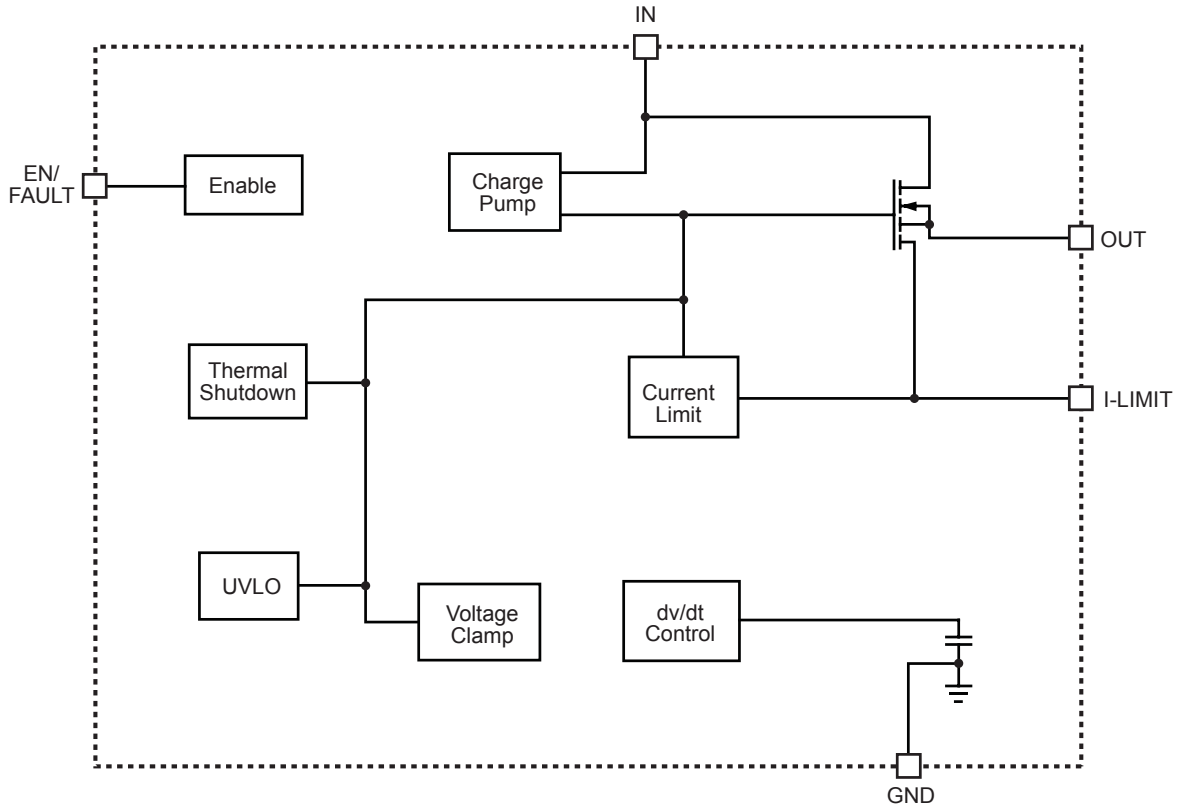 IN
EN/
FAULT
Enable
Charge
Pump
OUT
Thermal
Shutdown
Current
Limit
I-LIMIT
UVLO
Voltage
Clamp
dv/dt
Control
GND